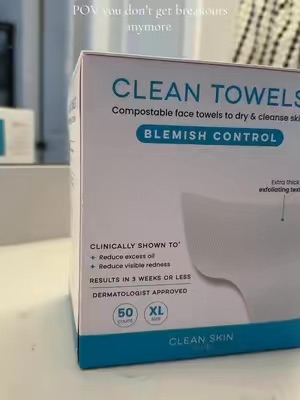 POV you don't get breakouts
anymore
CLEAN TOWELS
Compostable face towels to dry & cleanse
BLEMISH CONTROL
Extra thick
exfoliating
CLINICALLY SHOWN TO
+ Reduce excess oil
+ Reduce visible redness
RESULTS IN 3 WEEKS OR LESS
DERMATOLOGIST APPROVED
50
COUNT
XL
SIZE
CLEAN SKIN